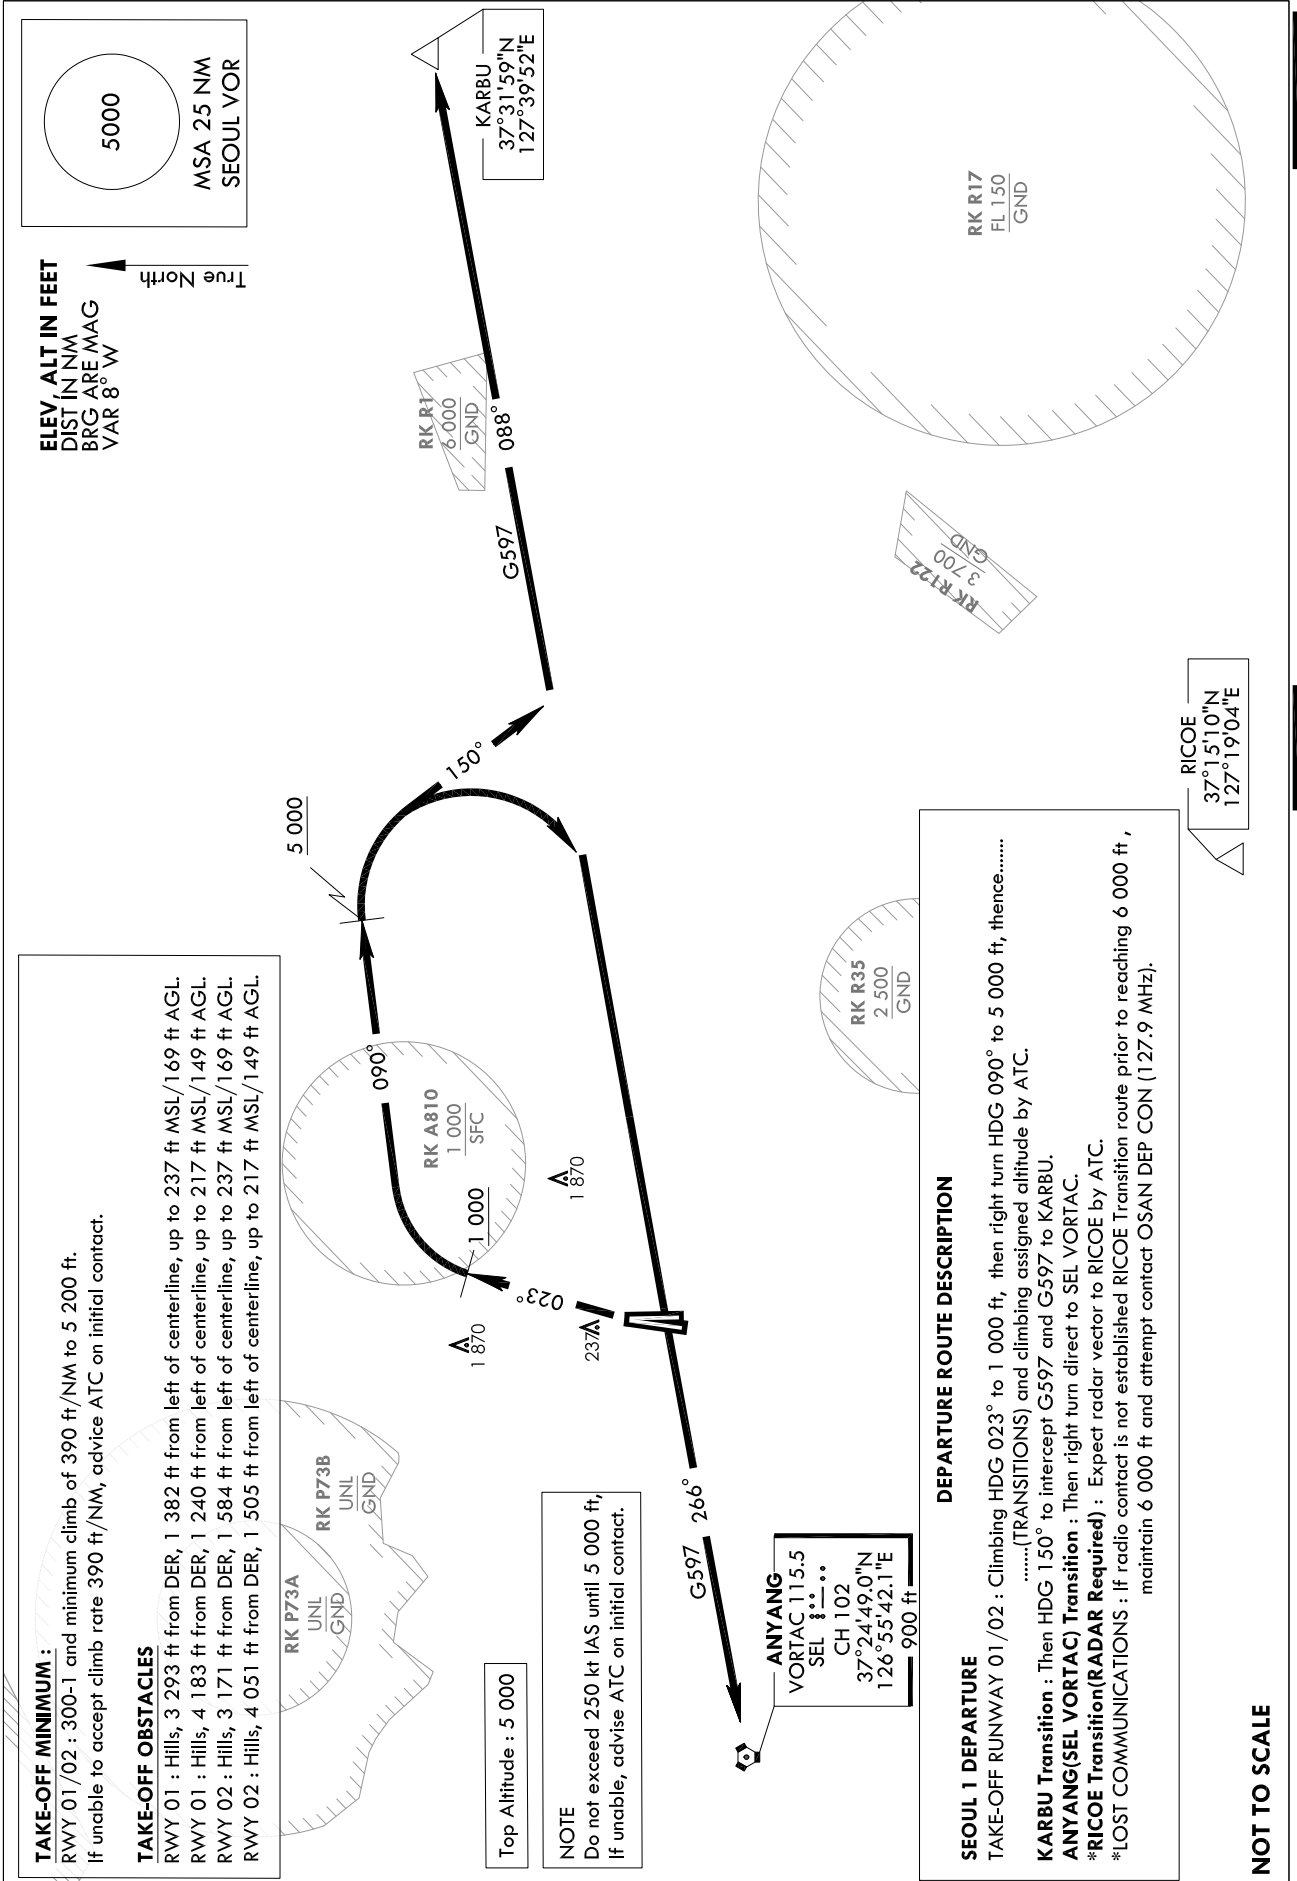 TAKE-OFF MINIMUM :
RWY 01/02 : 300-1 and minimum climb of 390 ft/NM to 5 200 ft.
If unable to accept climb rate 390 ft/NM, advice ATC on initial contact.
TAKE-OFF OBSTACLES
RWY 01 : Hills, 3 293 ft from DER, 1 382 ft from left of centerline, up to 237 ft MSL/169 ft AGL.
RWY 01 : Hills, 4 183 ft from DER, 1 240 ft from left of centerline, up to 217 ft MSL/149 ft AGL.
RWY 02 : Hills, 3 171 ft from DER, 584 ft from left of centerline, up to 237 ft MSL/169 ft AGL.
RWY 02 : Hills, 4 051 ft from DER, 1 505 ft from left of centerline, up to 217 ft MSL/149 ft AGL.
ELEV, ALT IN FEET
DIST IN NM
BRG ARE MAG
VAR 8° W
True North
5000
MSA 25 NM
SEOUL VOR
RK P73A
UNL
GND
RK P73B
UNL
GND
5 000
090°
RK A810
1 000
SFC
1 000
023°
1 870
1 870
237
150°
G597
088°
RK R1
6 000
GND
KARBU
37°31'59"N
127°39'52"E
Top Altitude : 5 000
NOTE
Do not exceed 250 kt IAS until 5 000 ft,
If unable, advise ATC on initial contact.
G597
266°
ANYANG
VORTAC 115.5
SEL
CH 102
37°24'49.0"N
126°55'42.1"E
900 ft
RK R35
2 500
GND
RK R122
3 700
GND
RK R17
FL 150
GND
RICOE
37°15'10"N
127°19'04"E
DEPARTURE ROUTE DESCRIPTION
SEOUL 1 DEPARTURE
TAKE-OFF RUNWAY 01/02 : Climbing HDG 023° to 1 000 ft, then right turn HDG 090° to 5 000 ft, thence........
........(TRANSITIONS) and climbing assigned altitude by ATC.
KARBU Transition : Then HDG 150° to intercept G597 and G597 to KARBU.
ANYANG(SEL VORTAC) Transition : Then right turn direct to SEL VORTAC.
*RICOE Transition(RADAR Required) : Expect radar vector to RICOE by ATC.
*LOST COMMUNICATIONS : If radio contact is not established RICOE Transition route prior to reaching 6 000 ft ,
maintain 6 000 ft and attempt contact OSAN DEP CON (127.9 MHz).
NOT TO SCALE